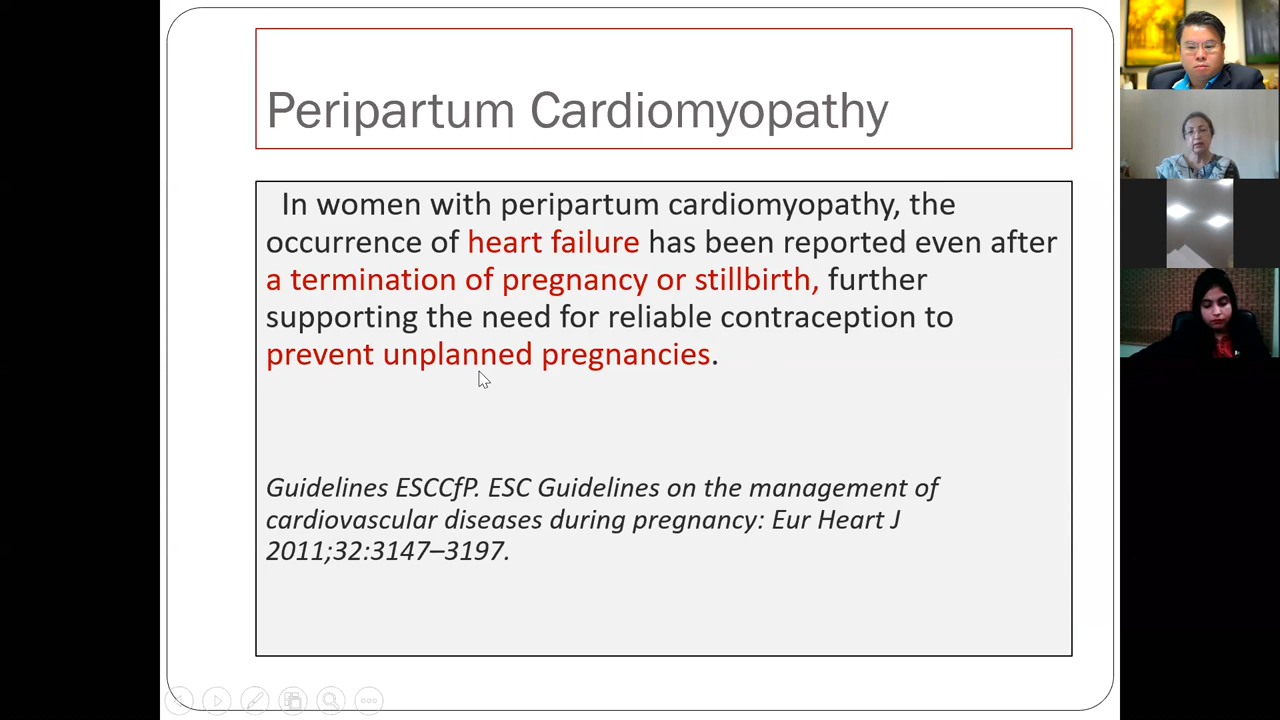 Peripartum Cardiomyopathy
In women with peripartum cardiomyopathy, the
occurrence of heart failure has been reported even after
a termination of pregnancy or stillbirth, further
supporting the need for reliable contraception to
prevent unplanned pregnancies.
Guidelines ESCCfP. ESC Guidelines on the management of
cardiovascular diseases during pregnancy: Eur Heart J
2011;32:3147–3197.